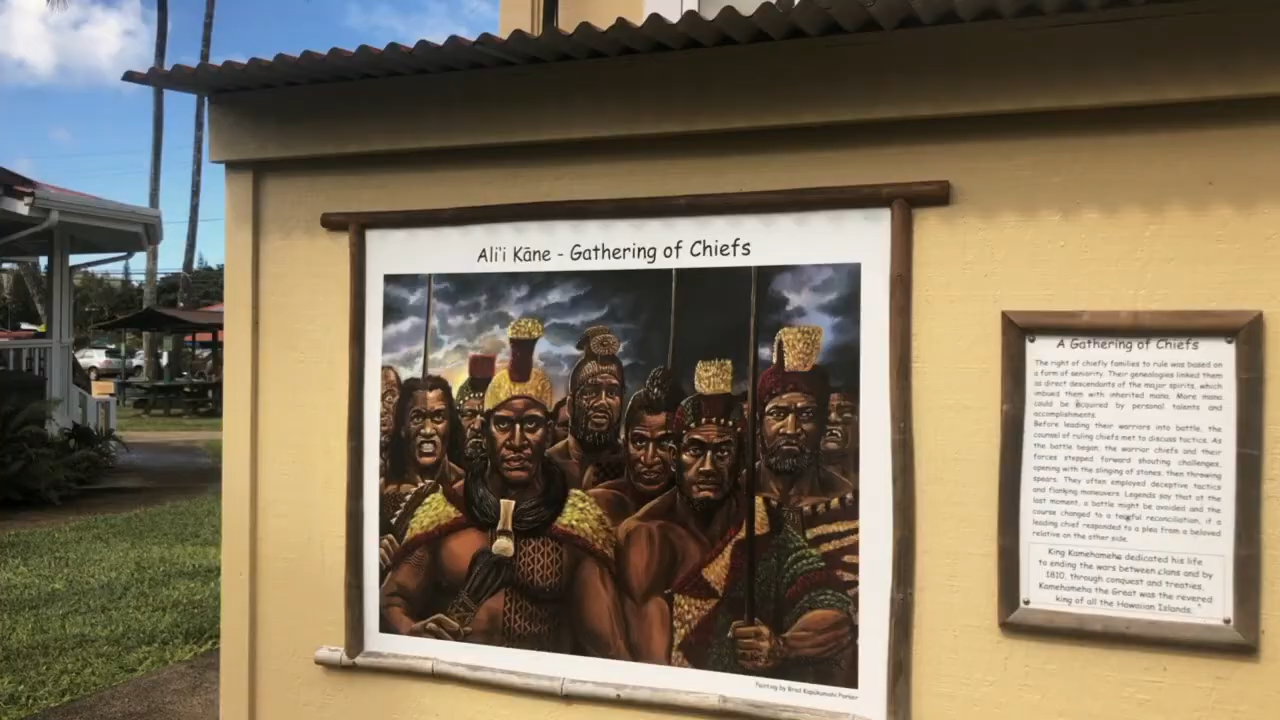 Ali'i Kāne - Gathering of Chiefs
Painting by Brad Kapikumohi Parker
A Gathering of Chiefs
The right of chiefly families to rule was based on
a form of seniority. Their genealogies linked them
as direct descendants of the major spirits, which
imbued them with inherited mana. More mana
could be acquired by personal talents and
accomplishments.
Before leading their warriors into battle, the
counsel of ruling chiefs met to discuss tactics. As
the battle began, the warrior chiefs and their
forces stepped forward shouting challenges,
opening with the slinging of stones, then throwing
spears. They often employed deceptive tactics
and flanking maneuvers. Legends say that at the
last moment, a battle might be avoided and the
course changed to a tearful reconciliation, if a
leading chief responded to a plea from a beloved
relative on the other side.
King Kamehameha dedicated his life
to ending the wars between clans and by
1810, through conquest and treaties,
Kamehameha the Great was the revered
king of all the Hawaiian Islands.